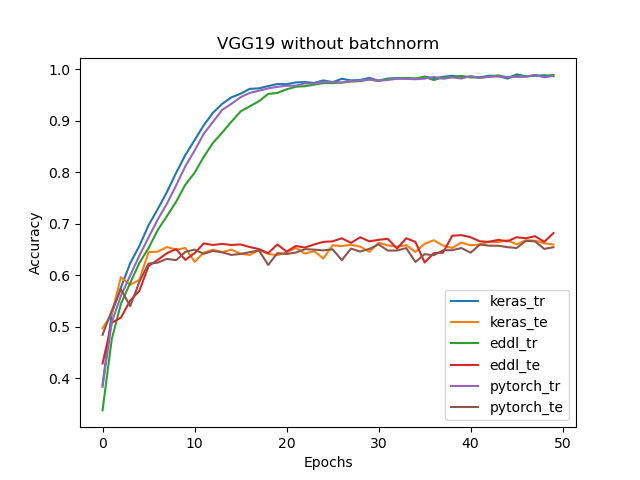 VGG19 without batchnorm
Accuracy
1.0
0.9
0.8
0.7
0.6
0.5
0.4
0 10 20 30 40 50
Epochs
keras_tr
keras_te
eddl_tr
eddl_te
pytorch_tr
pytorch_te